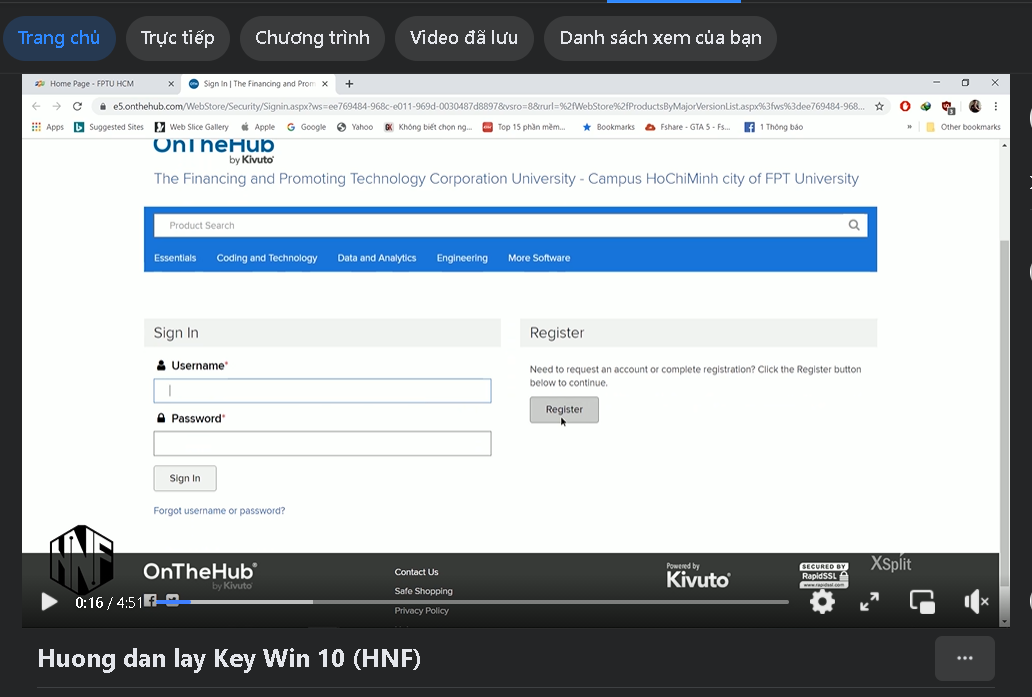 Trang chủ Trực tiếp Chương trình Video đã lưu Danh sách xem của bạn
Home Page - FPTU HCM Sign In | The Financing and Prom
e5.onthehub.com/WebStore/Security/Signin.aspx?ws=ee769484-968c-e011-969d-0030487d8897&vsro=8&rurl=%2fWebStore%2fProductsByMajorVersionList.aspx%3fws%3dee769484-968...
Apps Suggested Sites Web Slice Gallery Apple Google Yahoo Không biết chọn ng... Top 15 phần mềm... Bookmarks Fshare - GTA 5 - Fs... 1 Thông báo » Other bookmarks
OnTheHub
by Kivuto
The Financing and Promoting Technology Corporation University - Campus HoChiMinh city of FPT University
Product Search
Essentials Coding and Technology Data and Analytics Engineering More Software
Sign In
Register
Username*
Need to request an account or complete registration? Click the Register button
below to continue.
Register
Password*
Sign In
Forgot username or password?
HNF
OnTheHub
by Kivuto
Contact Us
Safe Shopping
Privacy Policy
Powered by
Kivuto
SECURED BY
RapidSSL
www.rapidssl.com
XSplit
0:16 / 4:51
Huong dan lay Key Win 10 (HNF)